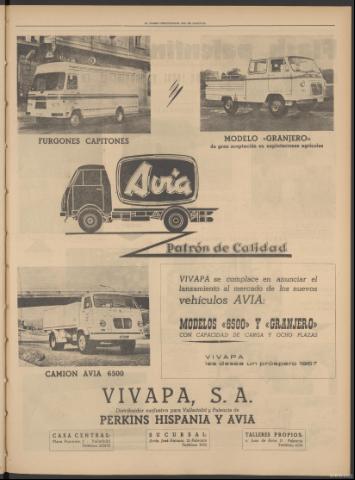 FURGONES CAPITONES
MODELO «GRANJERO»
de gran aceptación en explotaciones agrícolas
Avia
Patrón de Calidad
VIVAPA se complace en anunciar el
lanzamiento al mercado de los nuevos
vehículos AVIA:
MODELOS «6500» Y «GRANJERO»
CON CAPACIDAD DE CARGA Y OCHO PLAZAS
VIVAPA
les desea un próspero 1967
CAMION AVIA 6500
VIVAPA, S. A.
Distribuidor exclusivo para Valladolid y Palencia de
PERKINS HISPANIA Y AVIA
CASA CENTRAL:
SUCURSAL:
TALLERES PROPIOS: